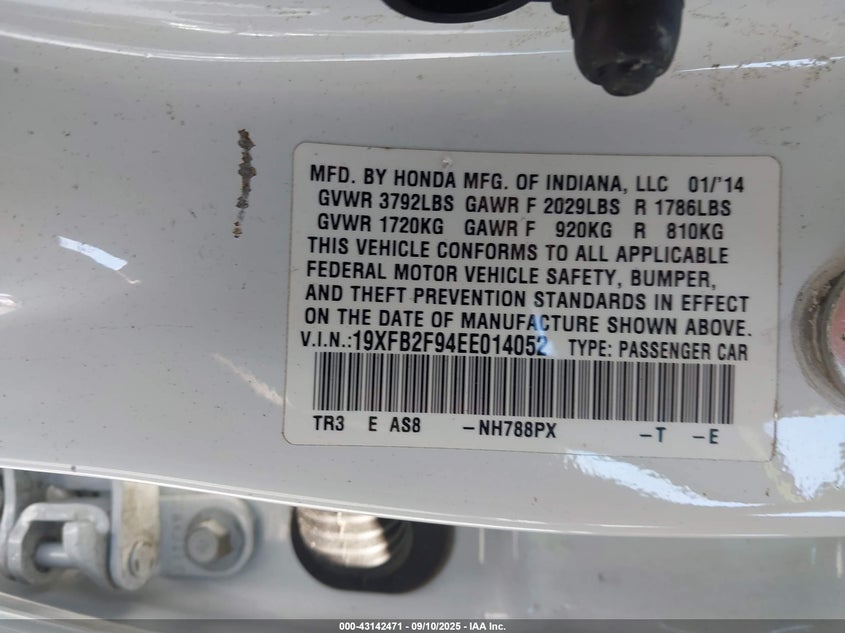 MFD. BY HONDA MFG. OF INDIANA, LLC 01/'14
GVWR 3792LBS GAWR F 2029LBS R 1786LBS
GVWR 1720KG GAWR F 920KG R 810KG
THIS VEHICLE CONFORMS TO ALL APPLICABLE
FEDERAL MOTOR VEHICLE SAFETY, BUMPER,
AND THEFT PREVENTION STANDARDS IN EFFECT
ON THE DATE OF MANUFACTURE SHOWN ABOVE.
V.I.N.:19XFB2F94EE014052 TYPE: PASSENGER CAR
TR3 E AS8 -NH788PX -T -E
000-43142471 - 09/10/2025 - IAA Inc.